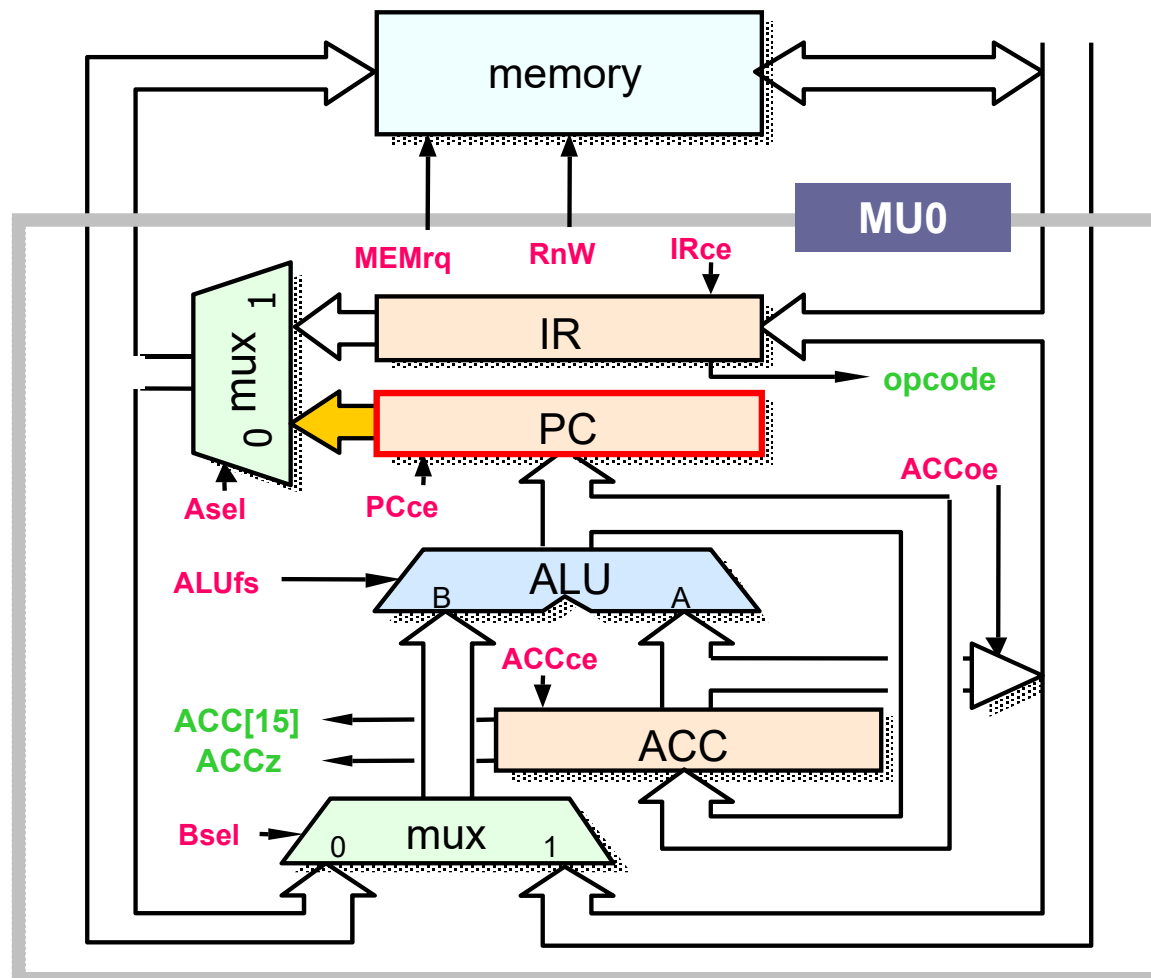 memory
MU0
MEMrq
RnW
IRce
mux
1
0
IR
opcode
PC
Asel
PCce
ACCoe
ALUfs
ALU
B
A
ACCce
ACC[15]
ACCz
ACC
Bsel
mux
0
1